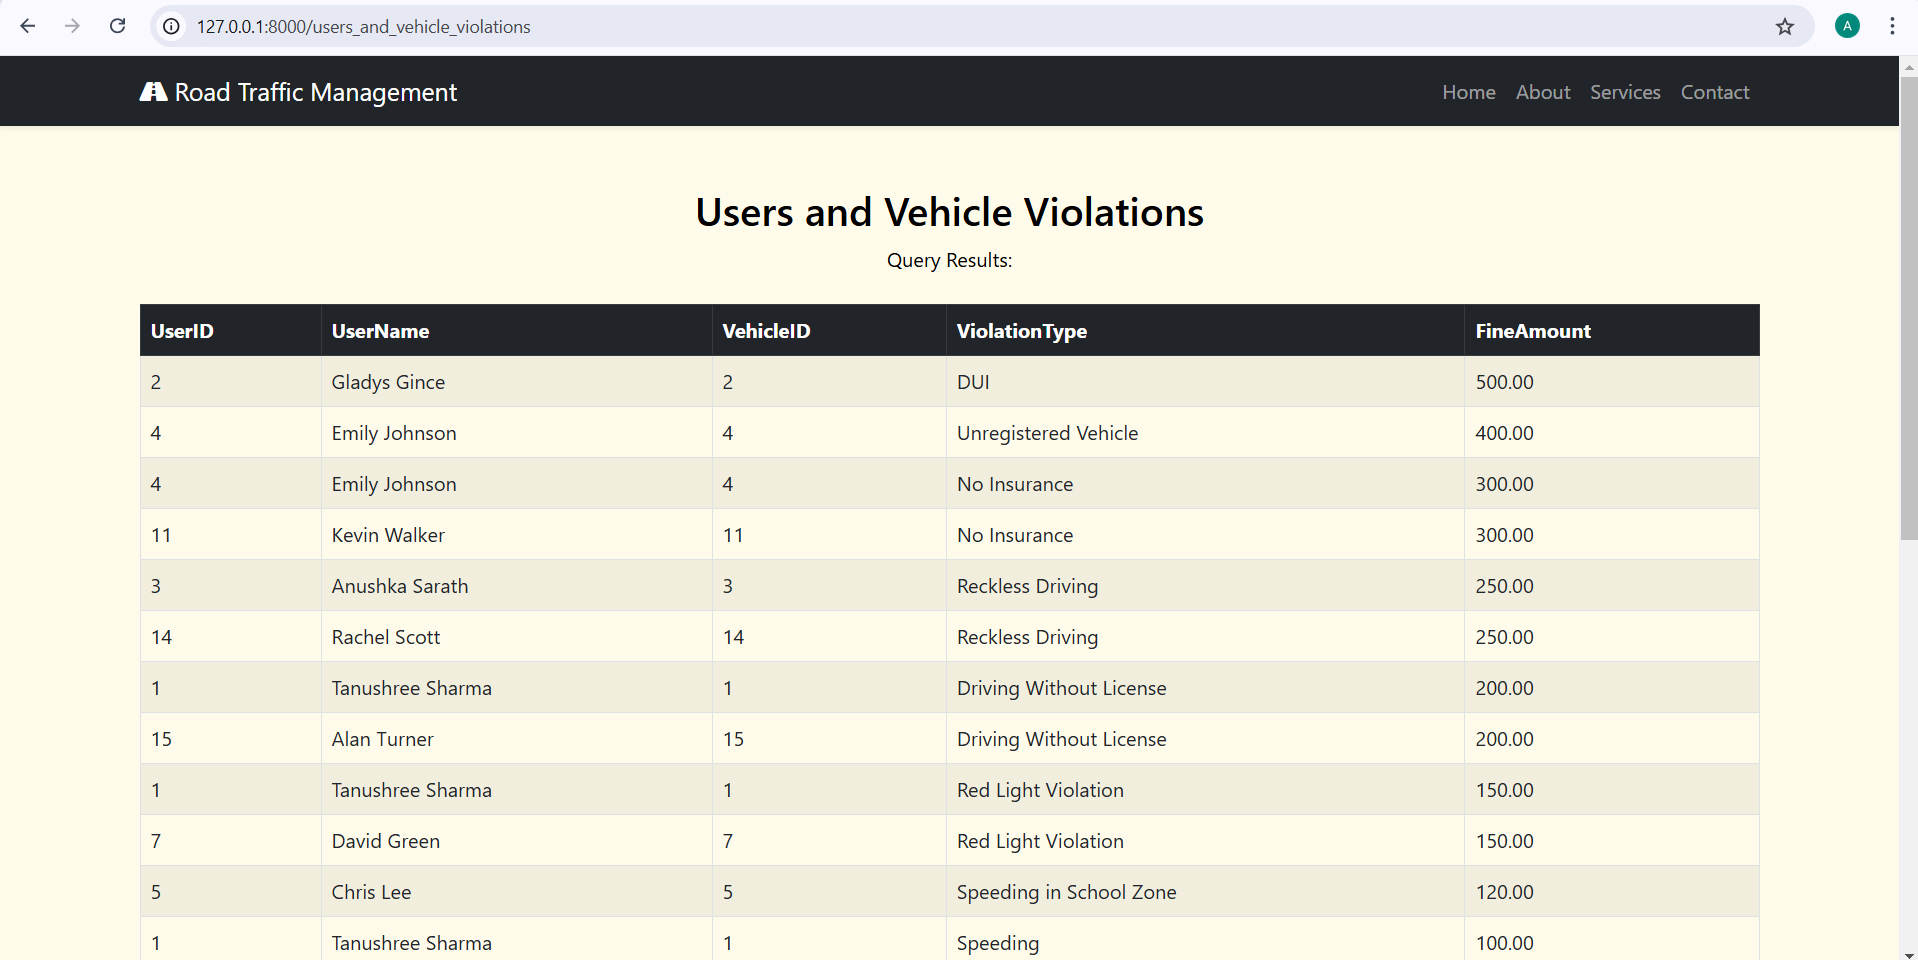 127.0.0.1:8000/users_and_vehicle_violations
A
Road Traffic Management
Home About Services Contact
Users and Vehicle Violations
Query Results:
UserID UserName VehicleID ViolationType FineAmount
2 Gladys Gince 2 DUI 500.00
4 Emily Johnson 4 Unregistered Vehicle 400.00
4 Emily Johnson 4 No Insurance 300.00
11 Kevin Walker 11 No Insurance 300.00
3 Anushka Sarath 3 Reckless Driving 250.00
14 Rachel Scott 14 Reckless Driving 250.00
1 Tanushree Sharma 1 Driving Without License 200.00
15 Alan Turner 15 Driving Without License 200.00
1 Tanushree Sharma 1 Red Light Violation 150.00
7 David Green 7 Red Light Violation 150.00
5 Chris Lee 5 Speeding in School Zone 120.00
1 Tanushree Sharma 1 Speeding 100.00